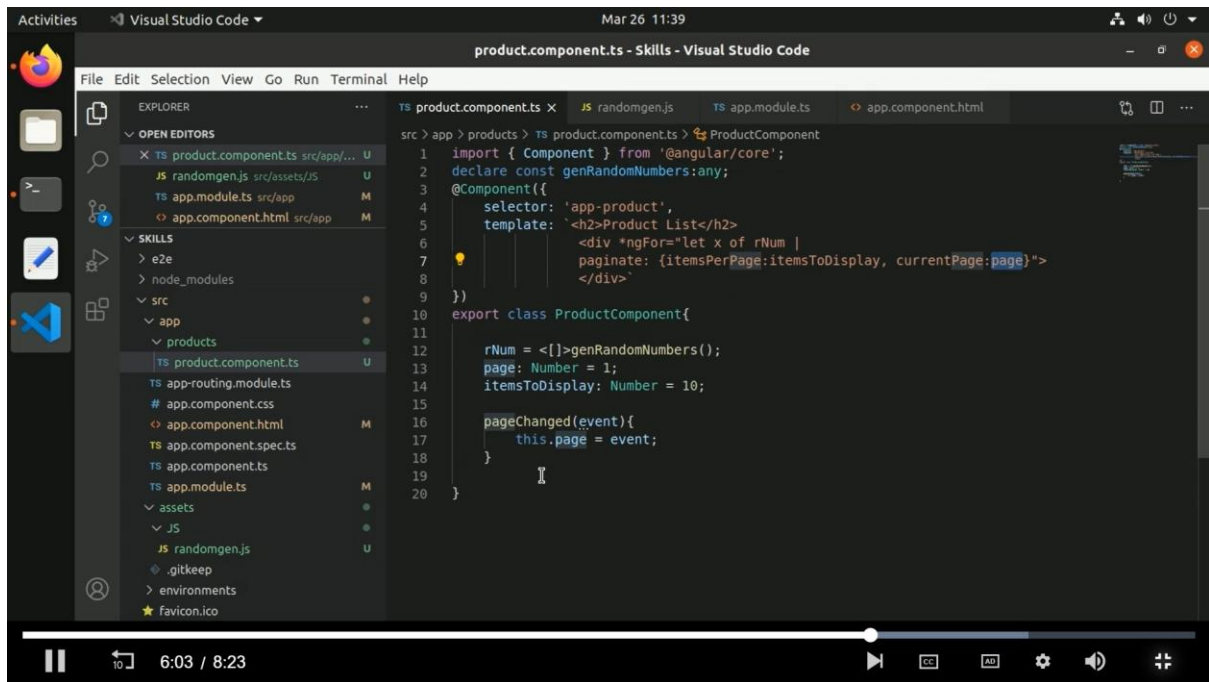 Activities Visual Studio Code Mar 26 11:39
product.component.ts - Skills - Visual Studio Code
File Edit Selection View Go Run Terminal Help
EXPLORER ···
TS product.component.ts × JS randomgen.js TS app.module.ts <> app.component.html ···
OPEN EDITORS
× TS product.component.ts src/app/... U
JS randomgen.js src/assets/JS U
TS app.module.ts src/app M
<> app.component.html src/app M
7
SKILLS
> e2e
> node_modules
src
app
products
TS product.component.ts U
TS app-routing.module.ts
# app.component.css
<> app.component.html M
TS app.component.spec.ts
TS app.component.ts
TS app.module.ts M
assets
JS
JS randomgen.js U
.gitkeep
> environments
favicon.ico
src > app > products > TS product.component.ts > ProductComponent
1 import { Component } from '@angular/core';
2 declare const genRandomNumbers:any;
3 @Component({
4 selector: 'app-product',
5 template: `<h2>Product List</h2>
6 <div *ngFor="let x of rNum |
7 paginate: {itemsPerPage:itemsToDisplay, currentPage:page}">
8 </div>`
9 })
10 export class ProductComponent{
11
12 rNum = <[]>genRandomNumbers();
13 page: Number = 1;
14 itemsToDisplay: Number = 10;
15
16 pageChanged(event){
17 this.page = event;
18 }
19
20 }
10 6:03 / 8:23 CC AD